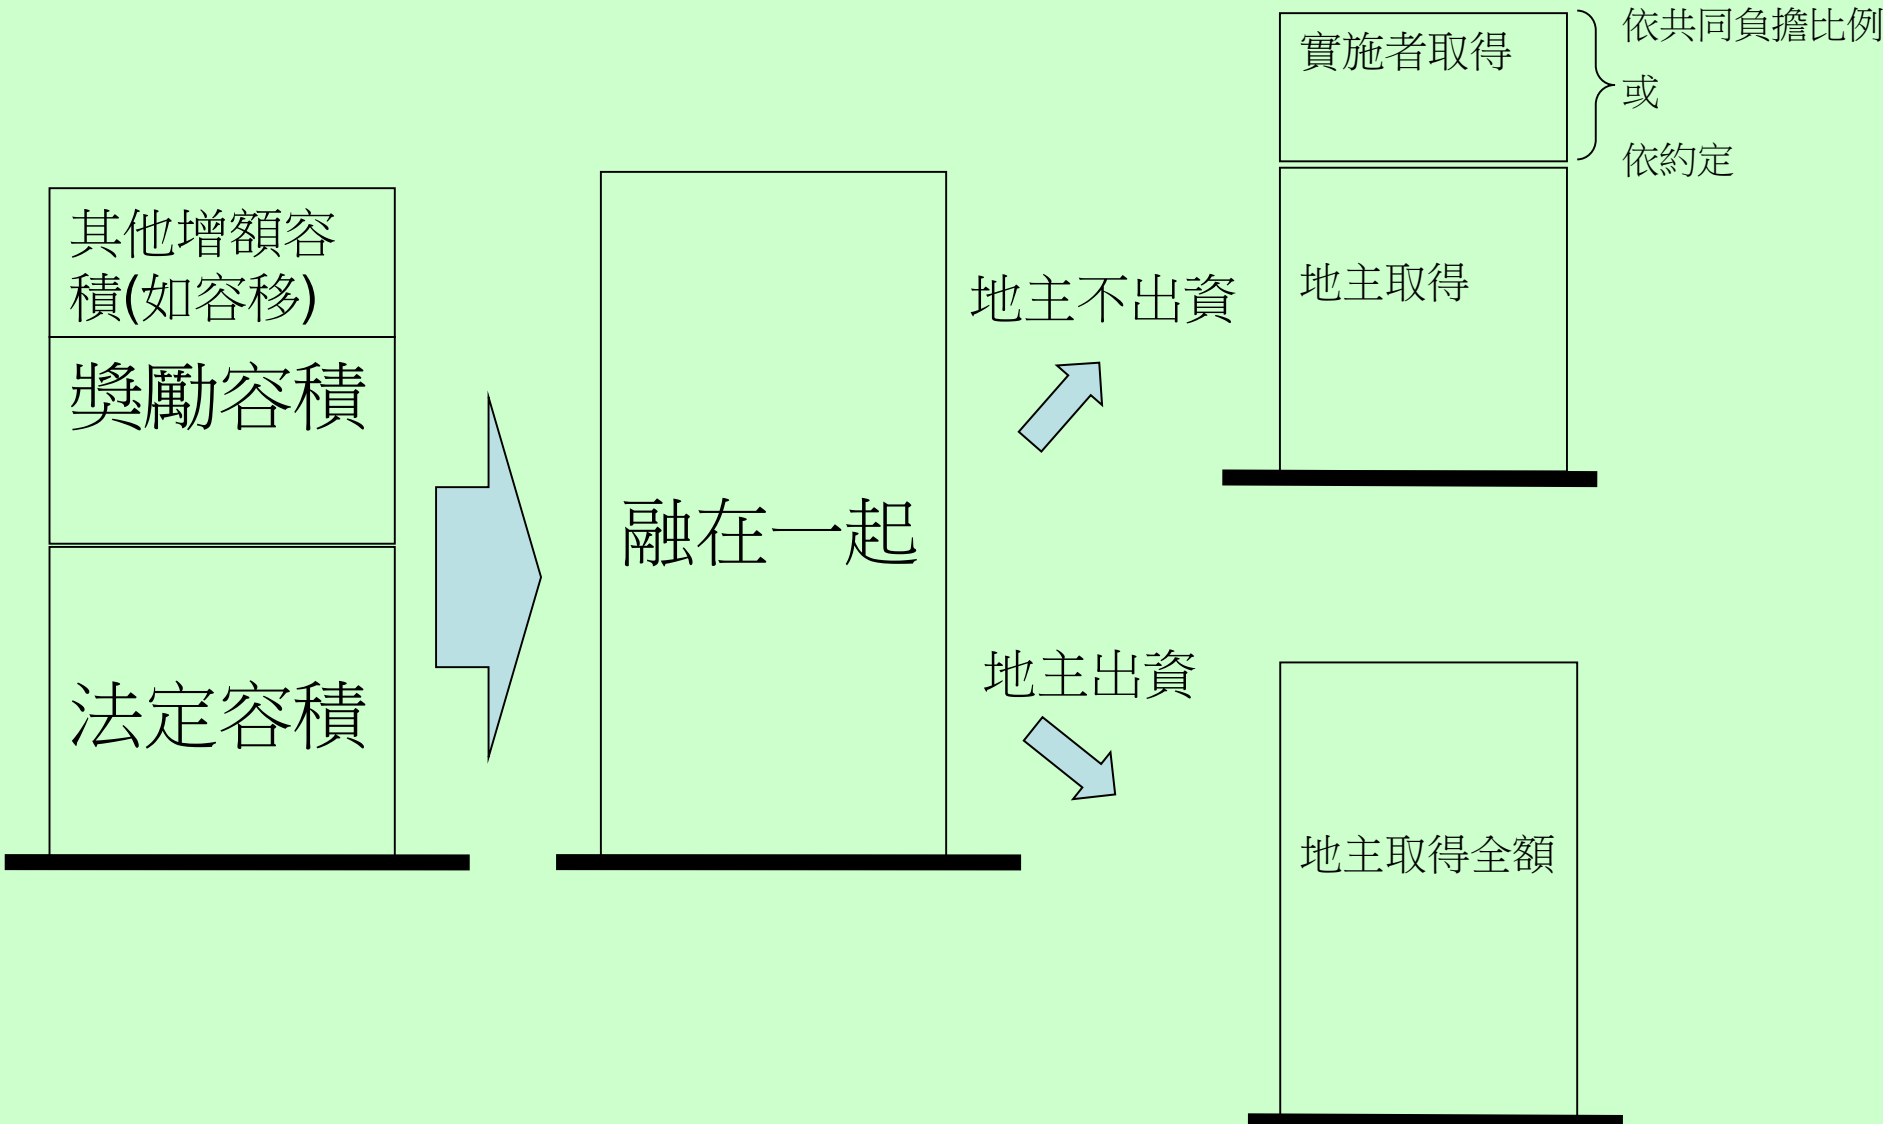 其他增額容
積(如容移)
獎勵容積
法定容積
融在一起
地主不出資
地主出資
實施者取得
地主取得
依共同負擔比例
或
依約定
地主取得全額